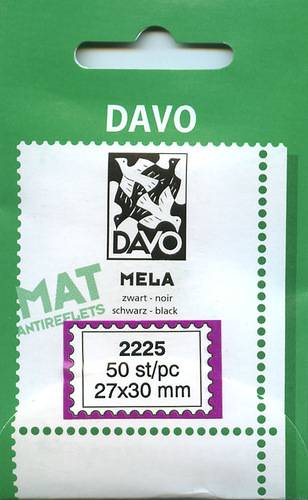 DAVO
DAVO
MELA
zwart - noir
schwarz - black
MAT
ANTIREFLETS
2225
50 st/pc
27x30 mm